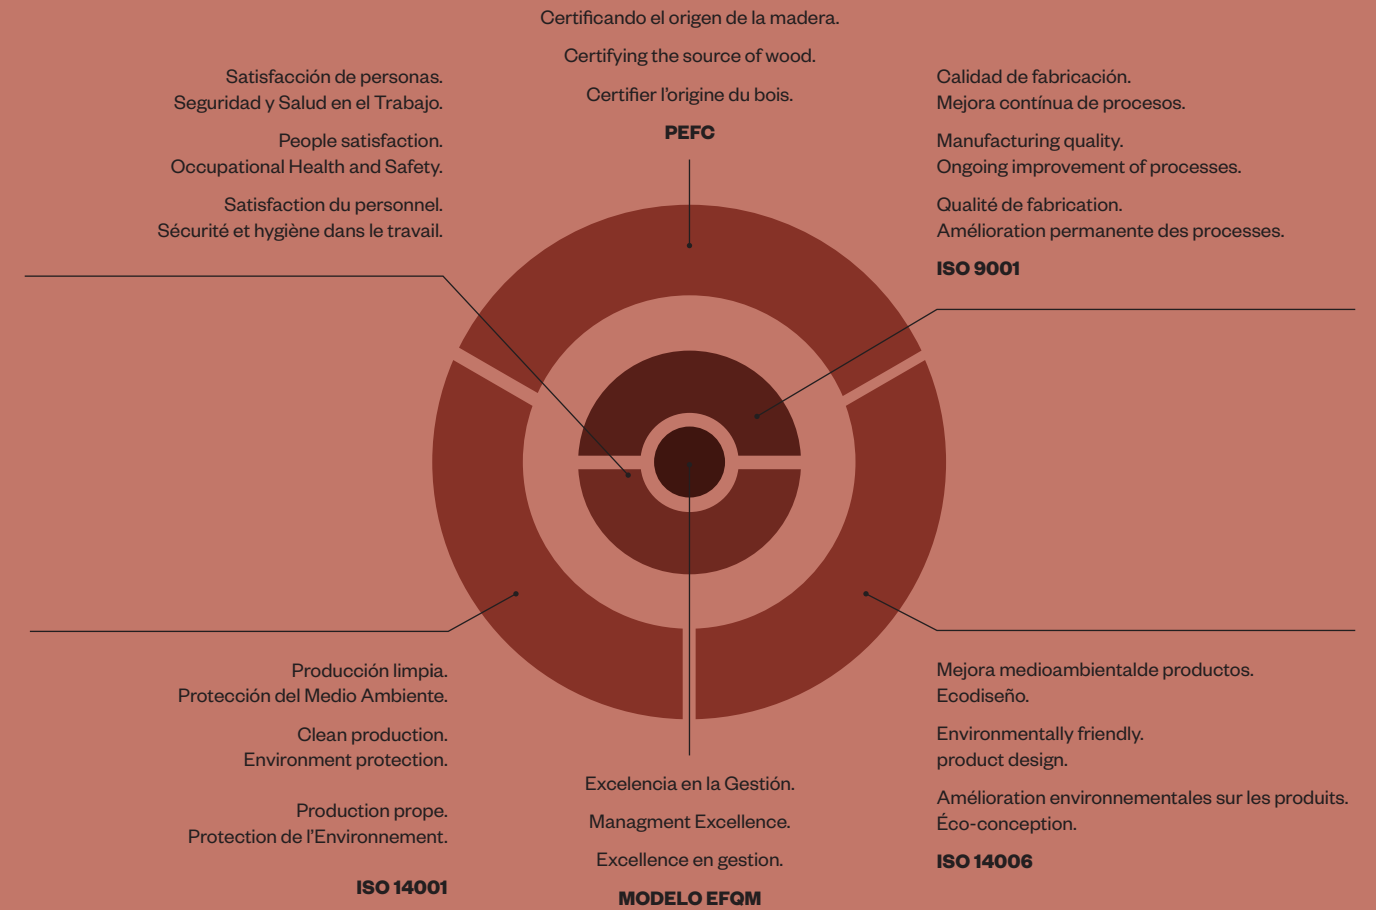 Certificando el origen de la madera.
Certifying the source of wood.
Certifier l'origine du bois.
PEFC
Satisfacción de personas.
Seguridad y Salud en el Trabajo.
People satisfaction.
Occupational Health and Safety.
Satisfaction du personnel.
Sécurité et hygiène dans le travail.
Calidad de fabricación.
Mejora contínua de procesos.
Manufacturing quality.
Ongoing improvement of processes.
Qualité de fabrication.
Amélioration permanente des processes.
ISO 9001
Producción limpia.
Protección del Medio Ambiente.
Clean production.
Environment protection.
Production prope.
Protection de l'Environnement.
ISO 14001
Excelencia en la Gestión.
Managment Excellence.
Excellence en gestion.
MODELO EFQM
Mejora medioambientalde productos.
Ecodiseño.
Environmentally friendly.
product design.
Amélioration environnementales sur les produits.
Éco-conception.
ISO 14006